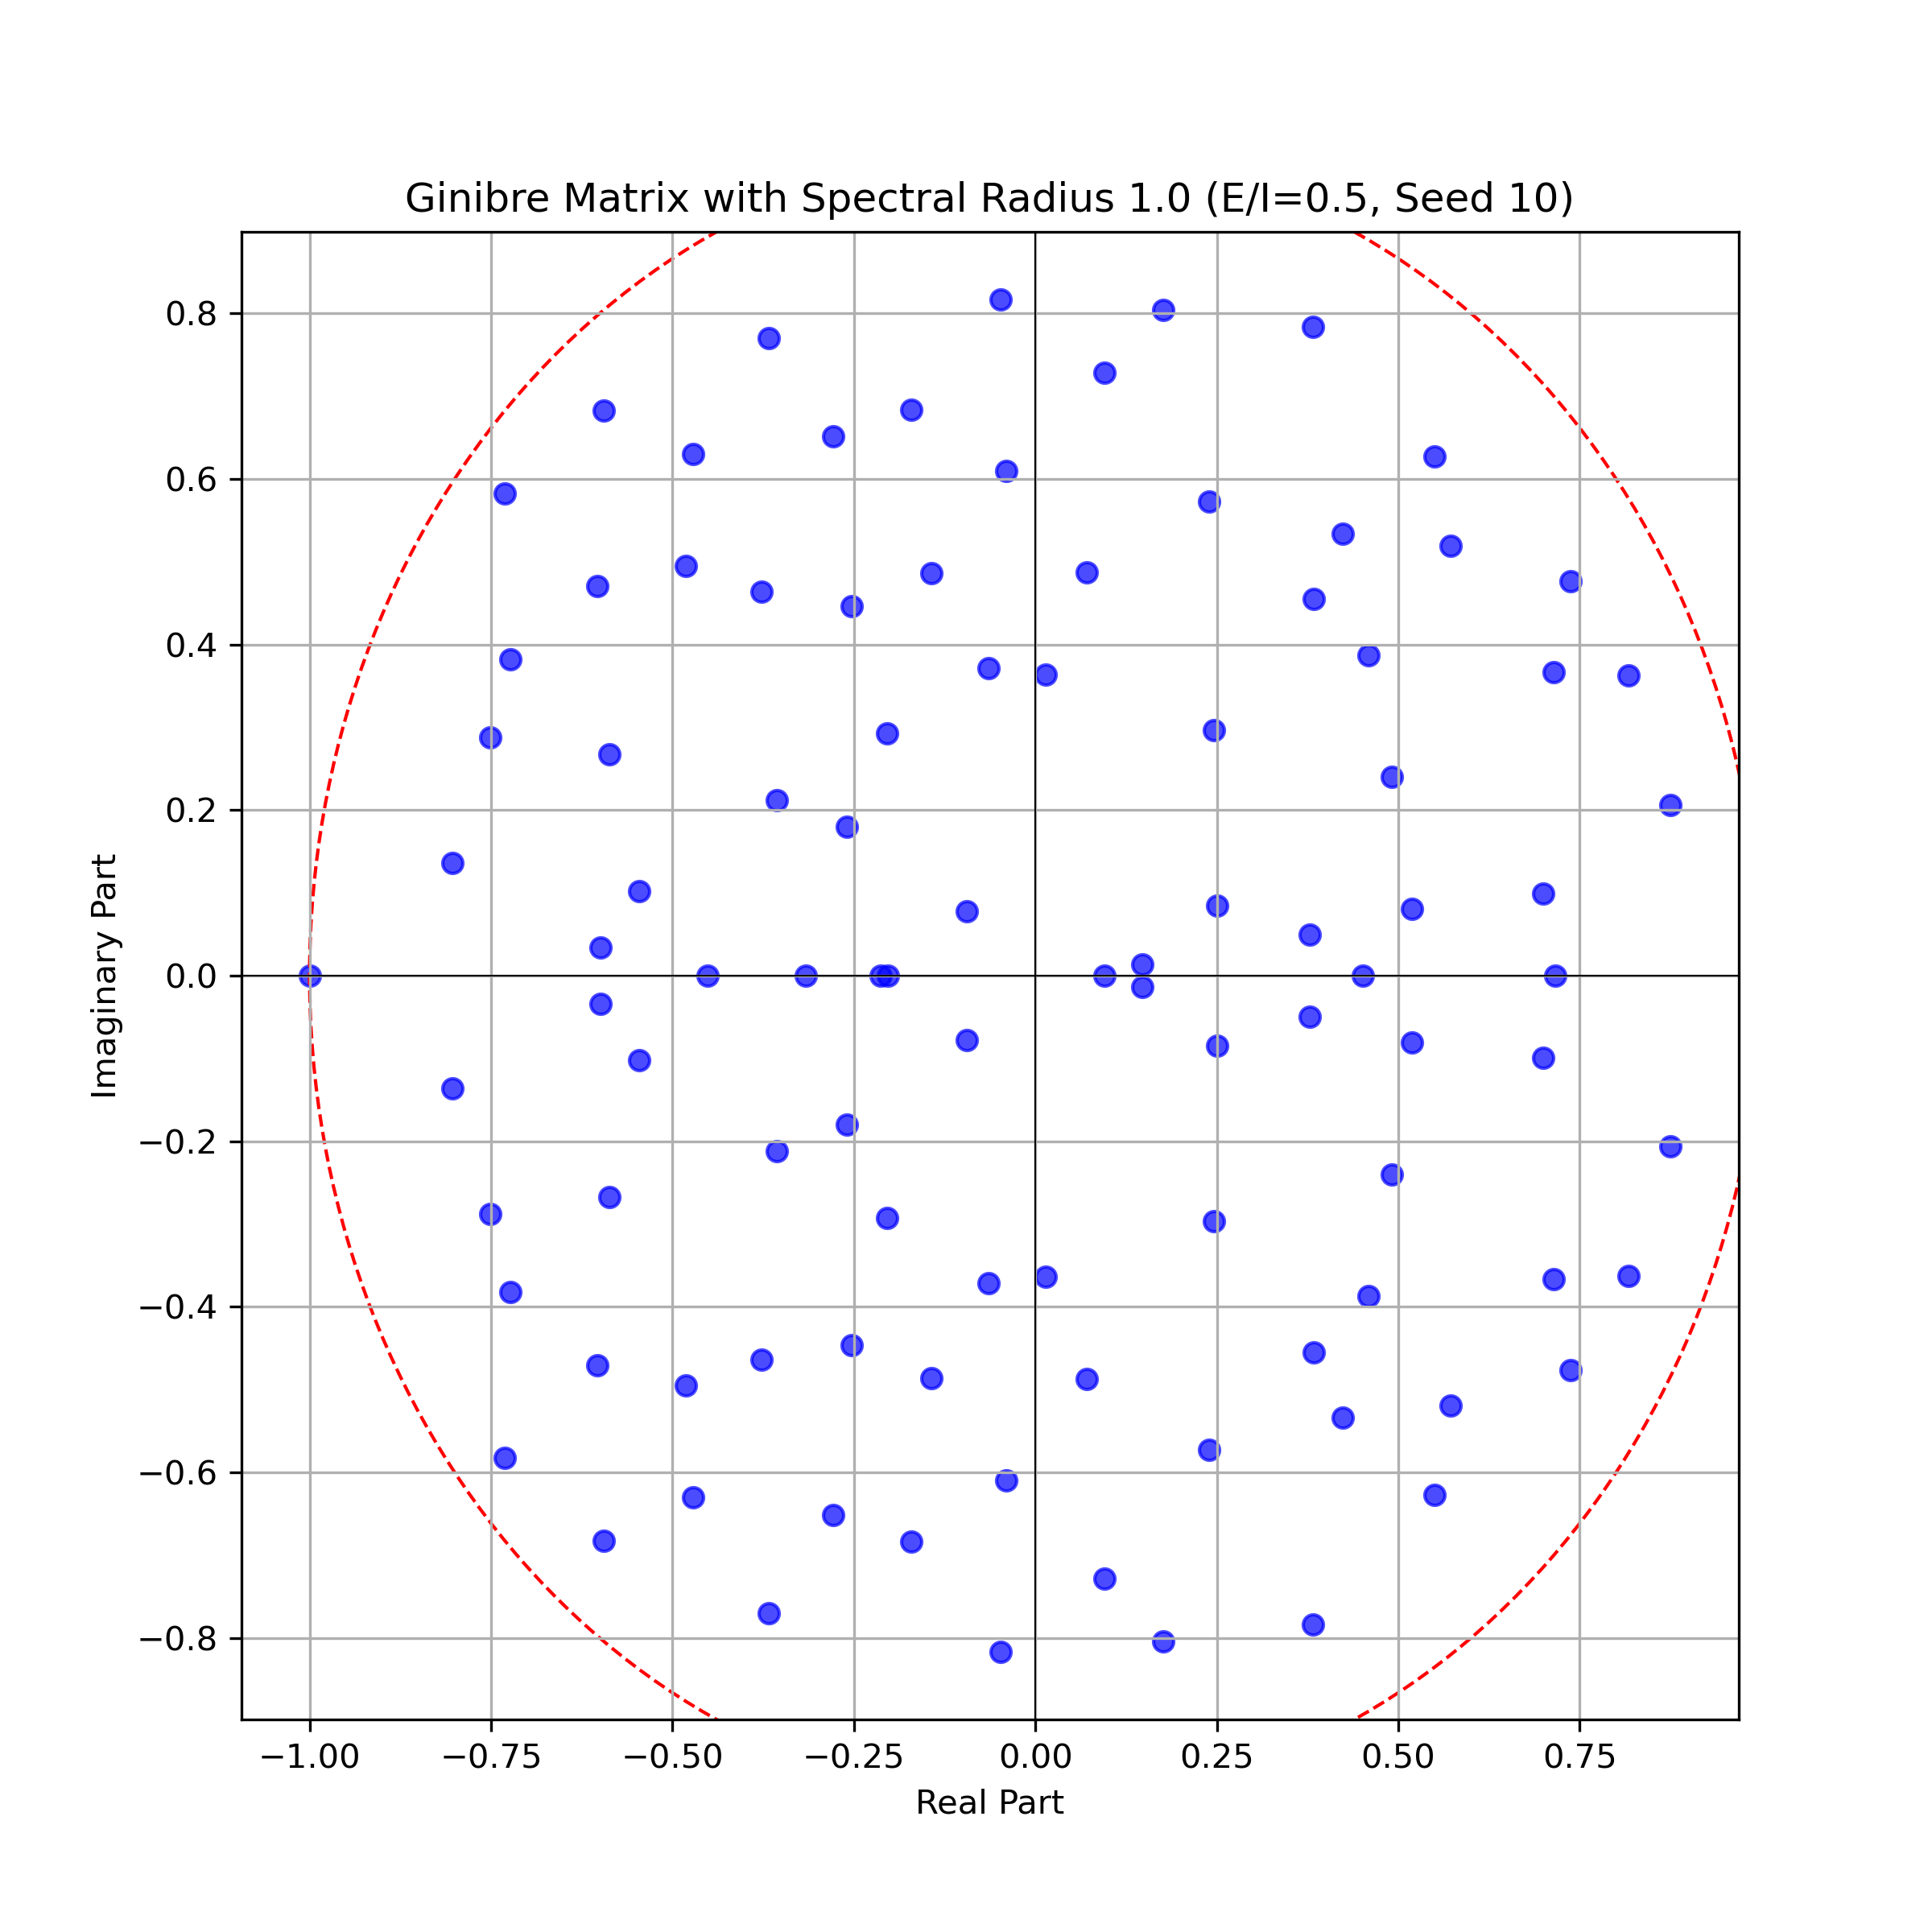 Ginibre Matrix with Spectral Radius 1.0 (E/I=0.5, Seed 10)
0.8
0.6
0.4
0.2
0.0
−0.2
−0.4
−0.6
−0.8
Imaginary Part
−1.00 −0.75 −0.50 −0.25 0.00 0.25 0.50 0.75
Real Part